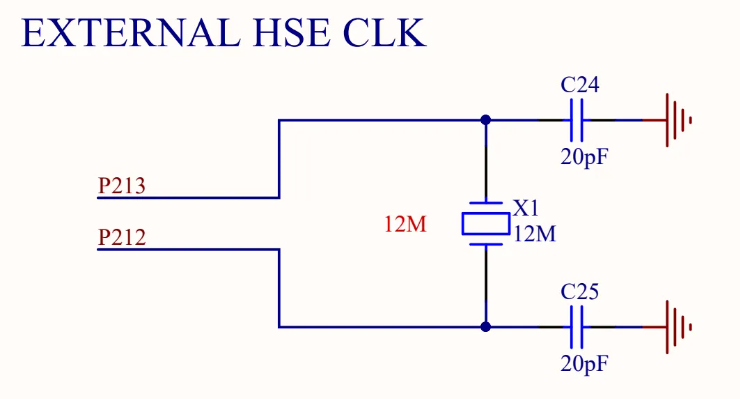 EXTERNAL HSE CLK
C24
20pF
P213
X1
12M
12M
P212
C25
20pF